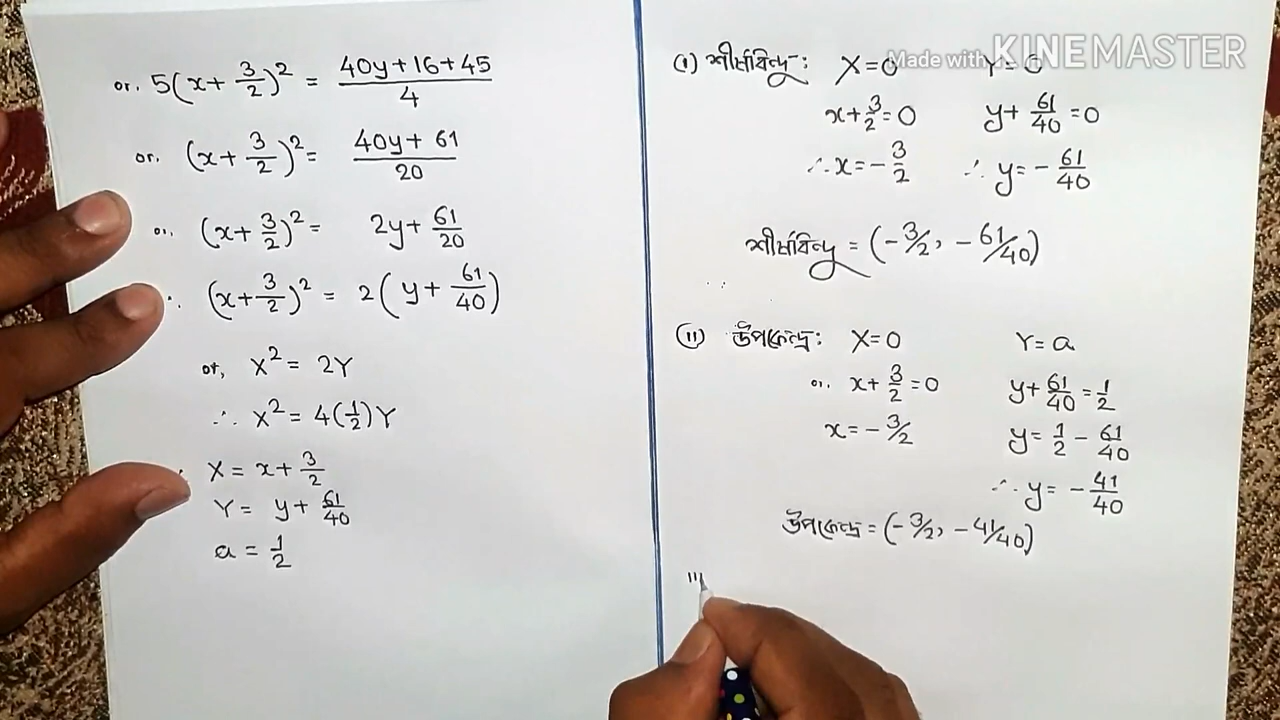 or. 5(x + 3/2)² = (40y + 16 + 45)/4
or. (x + 3/2)² = (40y + 61)/20
or. (x + 3/2)² = 2y + 61/20
∴ (x + 3/2)² = 2(y + 61/40)
or, X² = 2Y
∴ X² = 4(1/2)Y
X = x + 3/2
Y = y + 61/40
a = 1/2
Made with KINEMASTER
(i) শীর্ষবিন্দু: X = 0 Y = 0
x + 3/2 = 0 y + 61/40 = 0
∴ x = -3/2 ∴ y = -61/40
শীর্ষবিন্দু = (-3/2, -61/40)
(ii) উপকেন্দ্র: X = 0 Y = a
or. x + 3/2 = 0 y + 61/40 = 1/2
x = -3/2 y = 1/2 - 61/40
∴ y = -41/40
উপকেন্দ্র = (-3/2, -41/40)
III